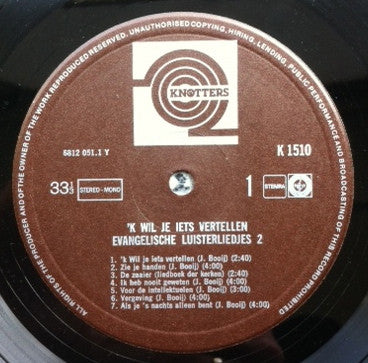 ALL RIGHTS OF THE PRODUCER AND OF THE OWNER OF THE WORK REPRODUCED RESERVED. UNAUTHORISED COPYING, HIRING, LENDING, PUBLIC PERFORMANCE AND BROADCASTING OF THIS RECORD PROHIBITED
KNOTTERS
6812 051.1 Y
K 1510
33⅓
STEREO - MONO
1
STEMRA
'K WIL JE IETS VERTELLEN
EVANGELISCHE LUISTERLIEDJES 2
1. 'k Wil je iets vertellen (J. Booij) (2:40)
2. Zie je handen (J. Booij) (4:00)
3. De zaaier (liedboek der kerken) (2:40)
4. Ik heb nooit geweten (J. Booij) (4:00)
5. Voor de intellektuelen (J. Booij) (4:00)
6. Vergeving (J. Booij) (4:00)
7. Als je 's nachts alleen bent (J. Booij) (4:00)